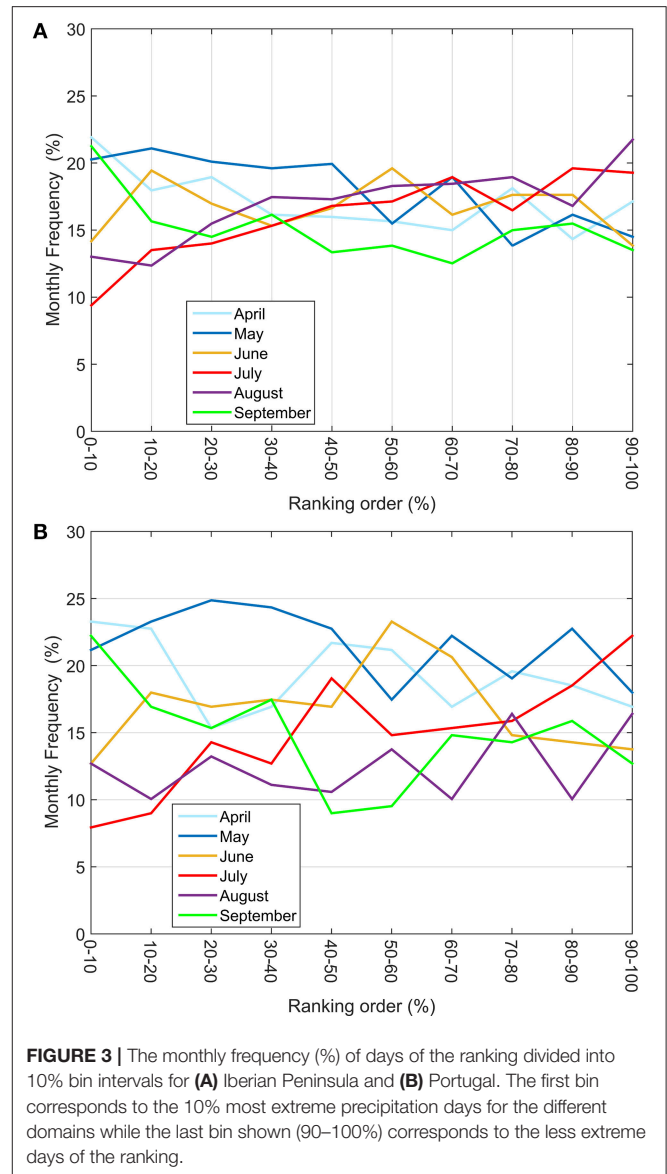 A
30
25
20
15
10
5
0
Monthly Frequency (%)
April
May
June
July
August
September
0-10
10-20
20-30
30-40
40-50
50-60
60-70
70-80
80-90
90-100
Ranking order (%)
B
30
25
20
15
10
5
0
Monthly Frequency (%)
April
May
June
July
August
September
0-10
10-20
20-30
30-40
40-50
50-60
60-70
70-80
80-90
90-100
Ranking order (%)
FIGURE 3 | The monthly frequency (%) of days of the ranking divided into
10% bin intervals for (A) Iberian Peninsula and (B) Portugal. The first bin
corresponds to the 10% most extreme precipitation days for the different
domains while the last bin shown (90–100%) corresponds to the less extreme
days of the ranking.